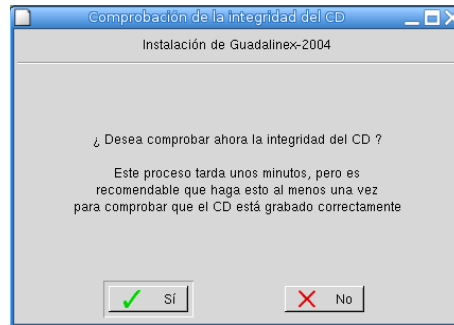 Comprobación de la integridad del CD
Instalación de Guadalinex-2004
¿ Desea comprobar ahora la integridad del CD ?
Este proceso tarda unos minutos, pero es
recomendable que haga esto al menos una vez
para comprobar que el CD está grabado correctamente
Sí
No